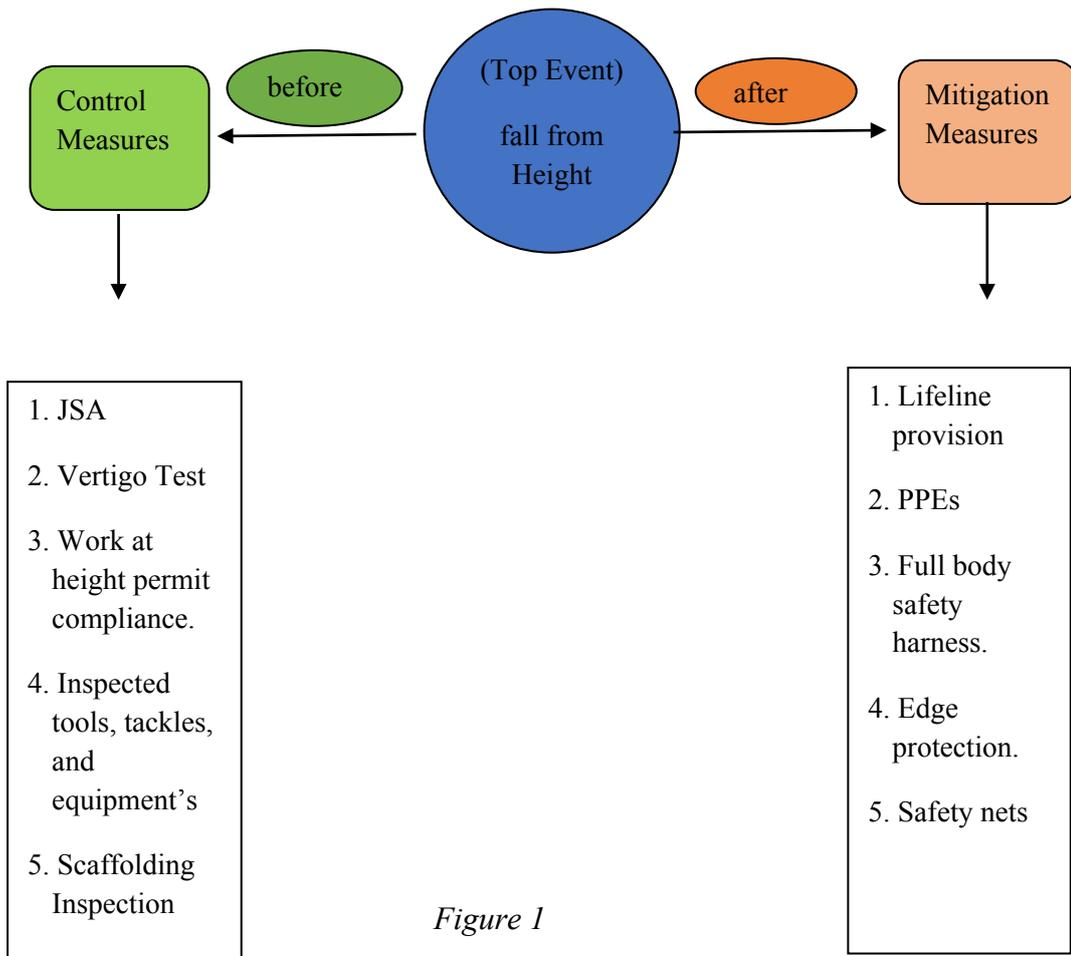 Control
Measures
before
(Top Event)
fall from
Height
after
Mitigation
Measures
1. JSA
2. Vertigo Test
3. Work at
height permit
compliance.
4. Inspected
tools, tackles,
and
equipment's
5. Scaffolding
Inspection
1. Lifeline
provision
2. PPEs
3. Full body
safety
harness.
4. Edge
protection.
5. Safety nets
Figure 1